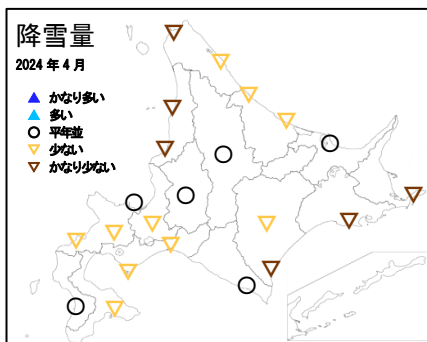 降雪量
2024 年 4 月
かなり多い
多い
平年並
少ない
かなり少ない